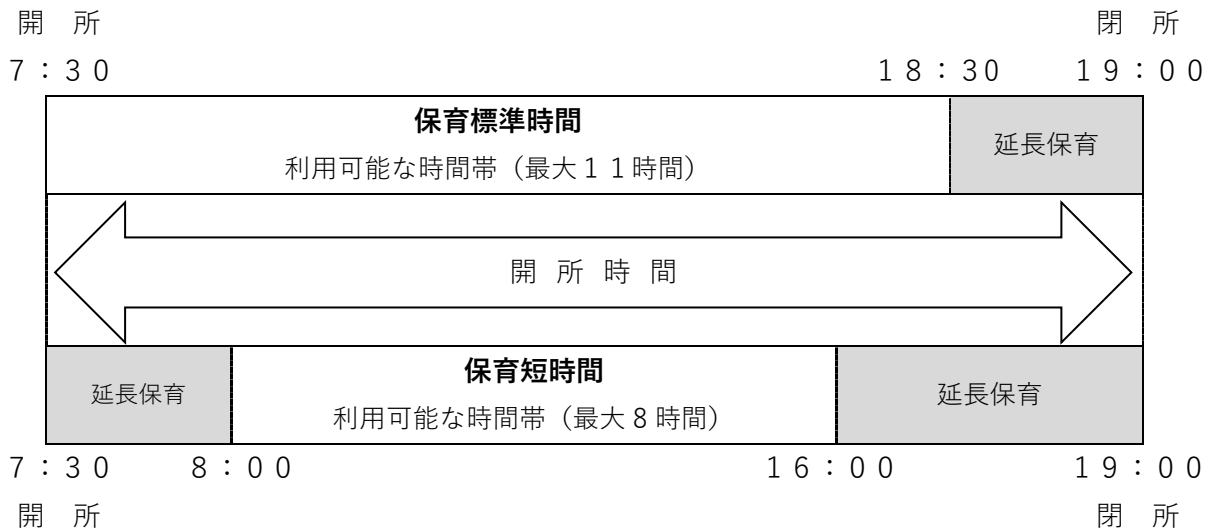 開　所　閉　所
７：３０　１８：３０　１９：００
保育標準時間
利用可能な時間帯（最大１１時間）
延長保育
開 所 時 間
延長保育
保育短時間
利用可能な時間帯（最大８時間）
延長保育
７：３０　８：００　１６：００　１９：００
開　所　閉　所